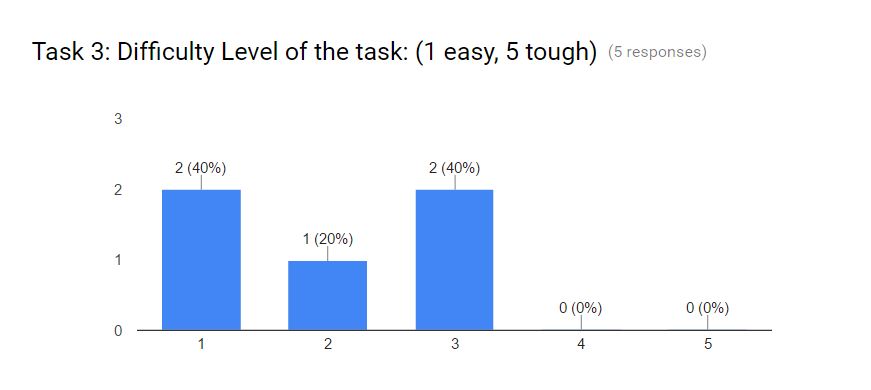 Task 3: Difficulty Level of the task: (1 easy, 5 tough) (5 responses)
3
2 (40%) 2 (40%)
2
1 (20%)
1
0 (0%) 0 (0%)
0
1 2 3 4 5